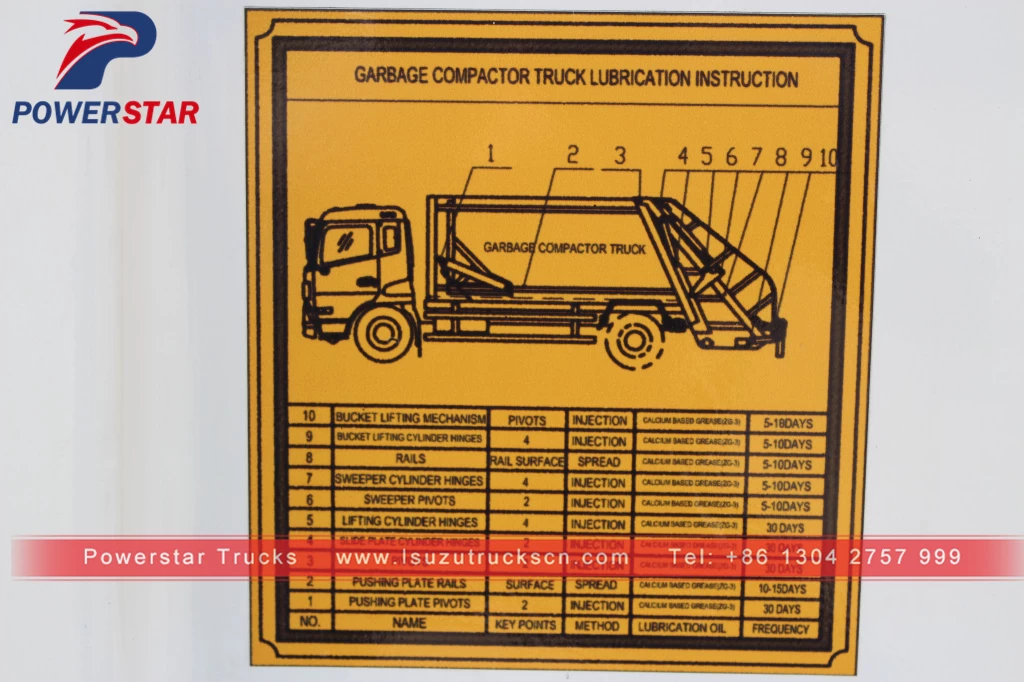 POWERSTAR
GARBAGE COMPACTOR TRUCK LUBRICATION INSTRUCTION
1 2 3 4 5 6 7 8 9 10
GARBAGE COMPACTOR TRUCK
10 BUCKET LIFTING MECHANISM PIVOTS INJECTION CALCIUM BASED GREASE(ZG-3) 5-10DAYS
9 BUCKET LIFTING CYLINDER HINGES 4 INJECTION CALCIUM BASED GREASE(ZG-3) 5-10DAYS
8 RAILS RAIL SURFACE SPREAD CALCIUM BASED GREASE(ZG-3) 5-10DAYS
7 SWEEPER CYLINDER HINGES 4 INJECTION CALCIUM BASED GREASE(ZG-3) 5-10DAYS
6 SWEEPER PIVOTS 2 INJECTION CALCIUM BASED GREASE(ZG-3) 5-10DAYS
5 LIFTING CYLINDER HINGES 4 INJECTION CALCIUM BASED GREASE(ZG-3) 30 DAYS
4 SLIDE PLATE CYLINDER HINGES 2 INJECTION CALCIUM BASED GREASE(ZG-3) 30 DAYS
Powerstar Trucks www.Isuzutruckscn.com Tel: +86 1304 2757 999
3 30 DAYS
2 PUSHING PLATE RAILS SURFACE SPREAD CALCIUM BASED GREASE(ZG-3) 10-15DAYS
1 PUSHING PLATE PIVOTS 2 INJECTION CALCIUM BASED GREASE(ZG-3) 30 DAYS
NO. NAME KEY POINTS METHOD LUBRICATION OIL FREQUENCY